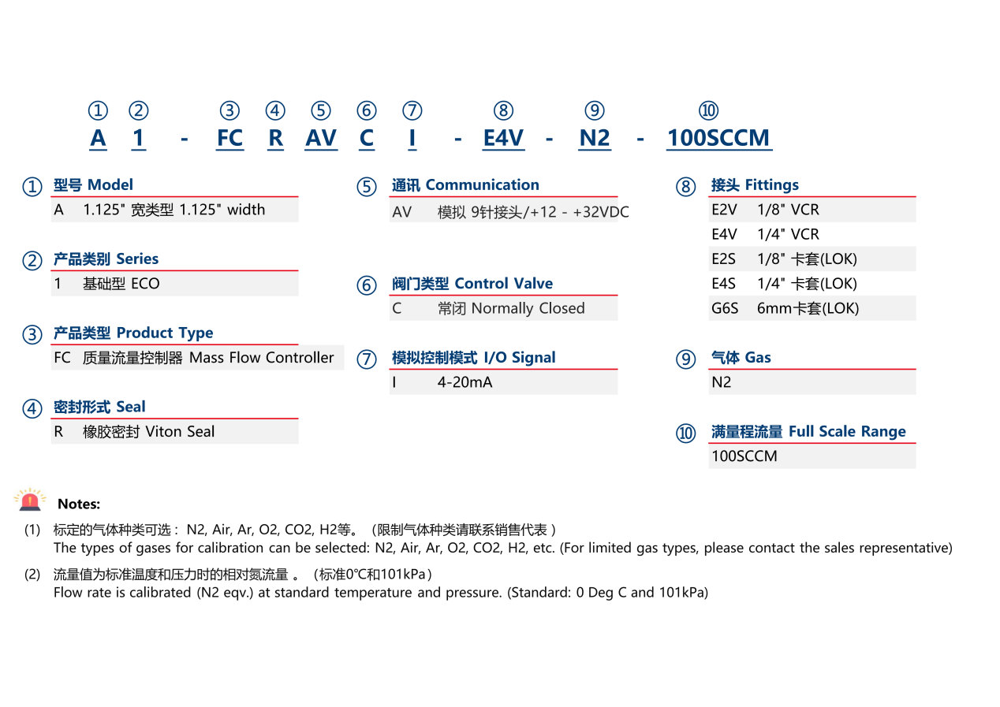 ① ② ③ ④ ⑤ ⑥ ⑦ ⑧ ⑨ ⑩
A 1 - FC R AV C I - E4V - N2 - 100SCCM
① 型号 Model
A 1.125" 宽类型 1.125" width
② 产品类别 Series
1 基础型 ECO
③ 产品类型 Product Type
FC 质量流量控制器 Mass Flow Controller
④ 密封形式 Seal
R 橡胶密封 Viton Seal
⑤ 通讯 Communication
AV 模拟 9针接头/+12 - +32VDC
⑥ 阀门类型 Control Valve
C 常闭 Normally Closed
⑦ 模拟控制模式 I/O Signal
I 4-20mA
⑧ 接头 Fittings
E2V 1/8" VCR
E4V 1/4" VCR
E2S 1/8" 卡套(LOK)
E4S 1/4" 卡套(LOK)
G6S 6mm卡套(LOK)
⑨ 气体 Gas
N2
⑩ 满量程流量 Full Scale Range
100SCCM
Notes:
(1) 标定的气体种类可选： N2, Air, Ar, O2, CO2, H2等。（限制气体种类请联系销售代表 ）
The types of gases for calibration can be selected: N2, Air, Ar, O2, CO2, H2, etc. (For limited gas types, please contact the sales representative)
(2) 流量值为标准温度和压力时的相对氮流量 。（标准0℃和101kPa）
Flow rate is calibrated (N2 eqv.) at standard temperature and pressure. (Standard: 0 Deg C and 101kPa)